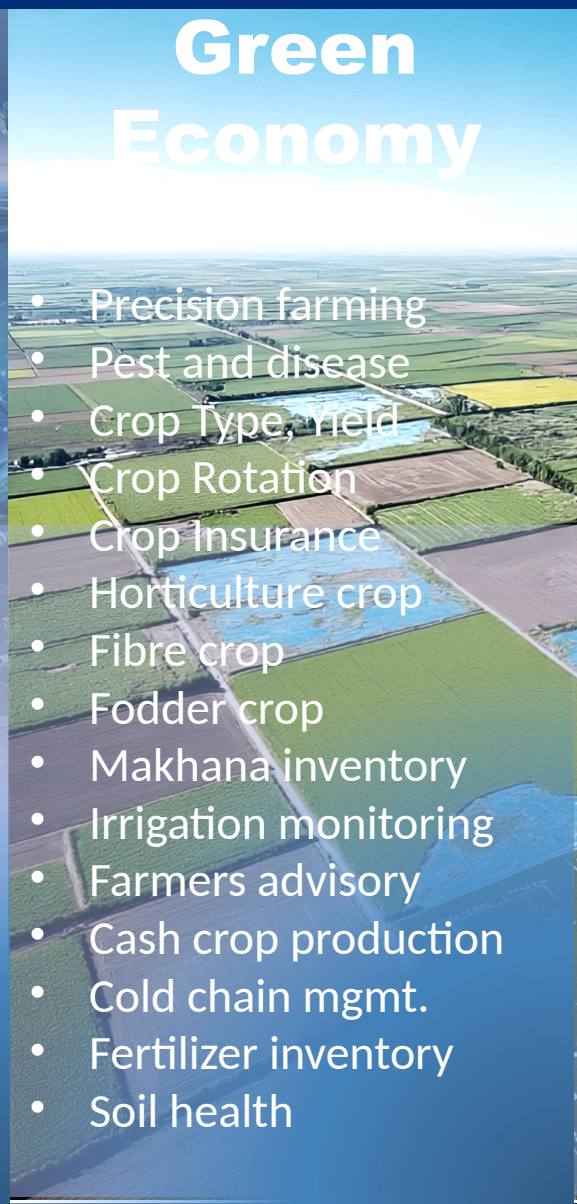 Green
Economy
• Precision farming
• Pest and disease
• Crop Type, Yield
• Crop Rotation
• Crop Insurance
• Horticulture crop
• Fibre crop
• Fodder crop
• Makhana inventory
• Irrigation monitoring
• Farmers advisory
• Cash crop production
• Cold chain mgmt.
• Fertilizer inventory
• Soil health